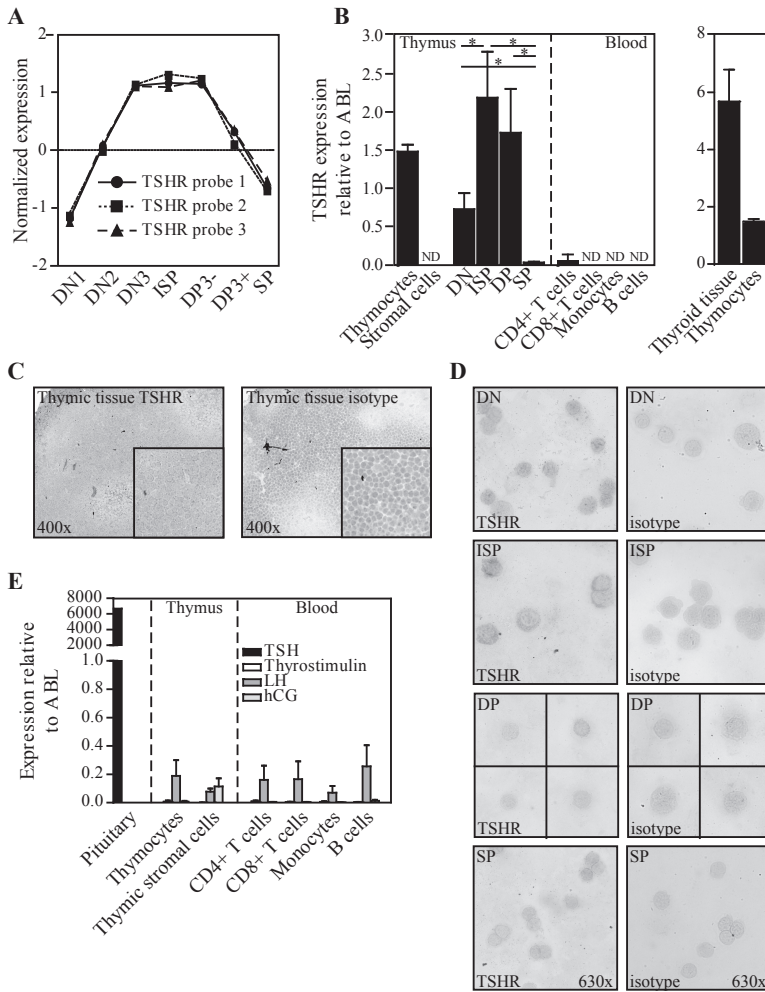 A
Normalized expression
2
1
0
-1
-2
TSHR probe 1
TSHR probe 2
TSHR probe 3
DN1
DN2
DN3
ISP
DP3-
DP3+
SP
B
TSHR expression
relative to ABL
3.0
2.5
2.0
1.5
1.0
0.5
0.0
Thymus
Blood
* *
*
*
ND
ND ND ND
Thymocytes
Stromal cells
DN
ISP
DP
SP
CD4+ T cells
CD8+ T cells
Monocytes
B cells
8
6
4
2
0
Thyroid tissue
Thymocytes
C
Thymic tissue TSHR
400x
Thymic tissue isotype
400x
D
DN
TSHR
DN
isotype
ISP
TSHR
ISP
isotype
DP
TSHR
DP
isotype
SP
TSHR 630x
SP
isotype 630x
E
Expression relative
to ABL
8000
6000
4000
2000
1.0
0.8
0.6
0.4
0.2
0.0
Thymus
Blood
TSH
Thyrostimulin
LH
hCG
Pituitary
Thymocytes
Thymic stromal cells
CD4+ T cells
CD8+ T cells
Monocytes
B cells